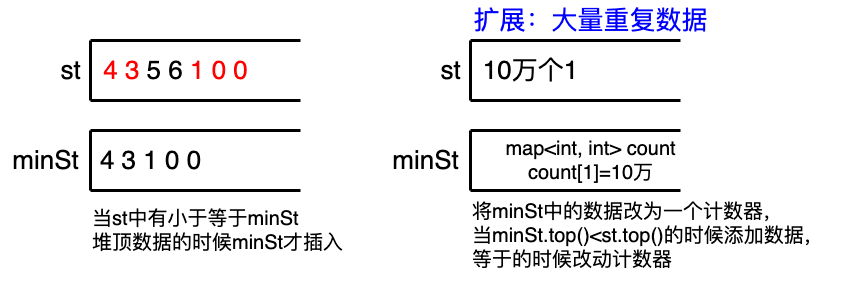 扩展：大量重复数据
st
4 3 5 6 1 0 0
minSt
4 3 1 0 0
当st中有小于等于minSt
堆顶数据的时候minSt才插入
st
10万个1
minSt
map<int, int> count
count[1]=10万
将minSt中的数据改为一个计数器，
当minSt.top()<st.top()的时候添加数据，
等于的时候改动计数器